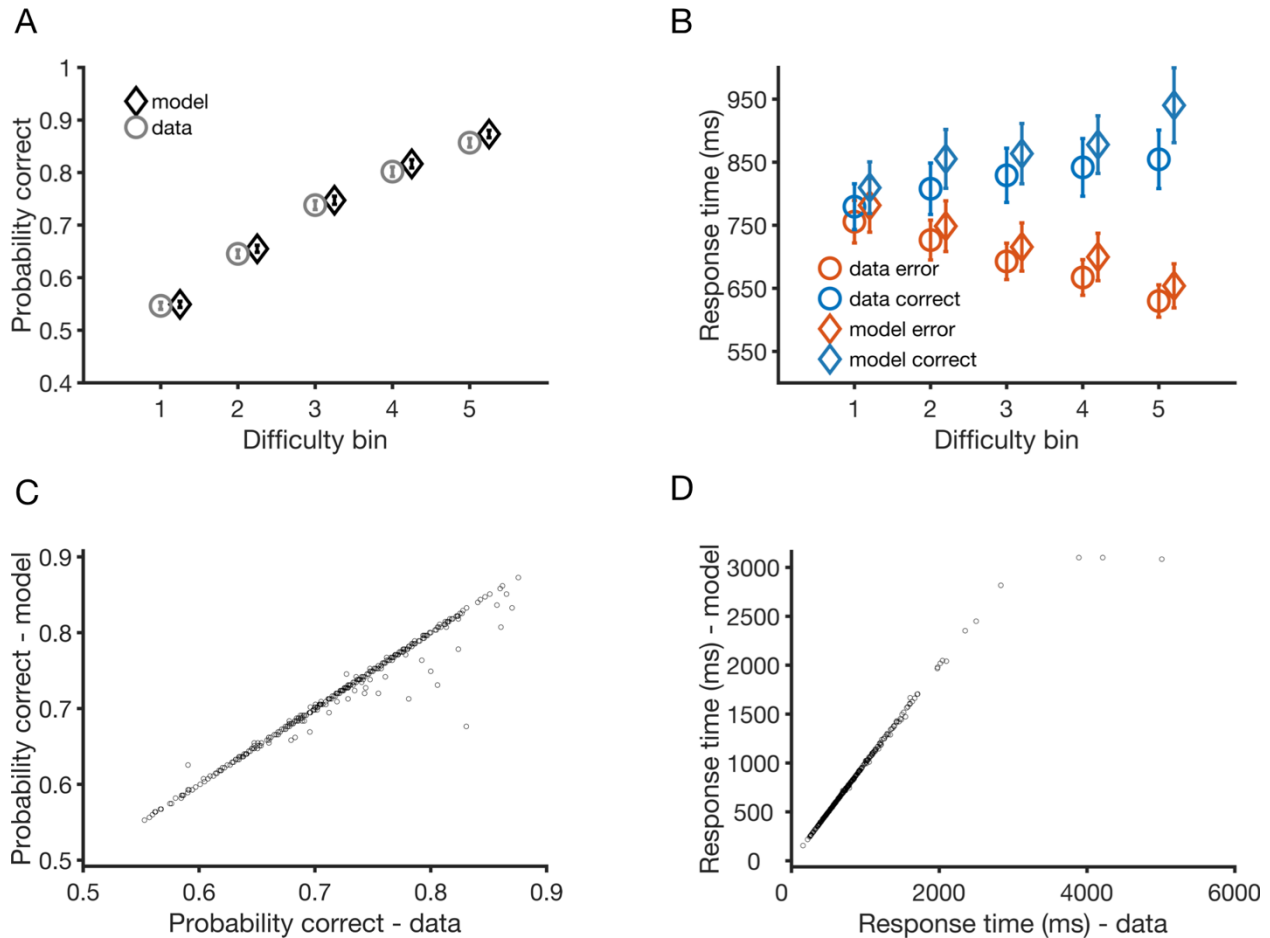 A
Probability correct
1
0.9
0.8
0.7
0.6
0.5
0.4
model
data
1 2 3 4 5
Difficulty bin
B
Response time (ms)
950
850
750
650
550
data error
data correct
model error
model correct
1 2 3 4 5
Difficulty bin
C
Probability correct - model
0.9
0.8
0.7
0.6
0.5
0.5 0.6 0.7 0.8 0.9
Probability correct - data
D
Response time (ms) - model
3000
2500
2000
1500
1000
500
0
0 2000 4000 6000
Response time (ms) - data